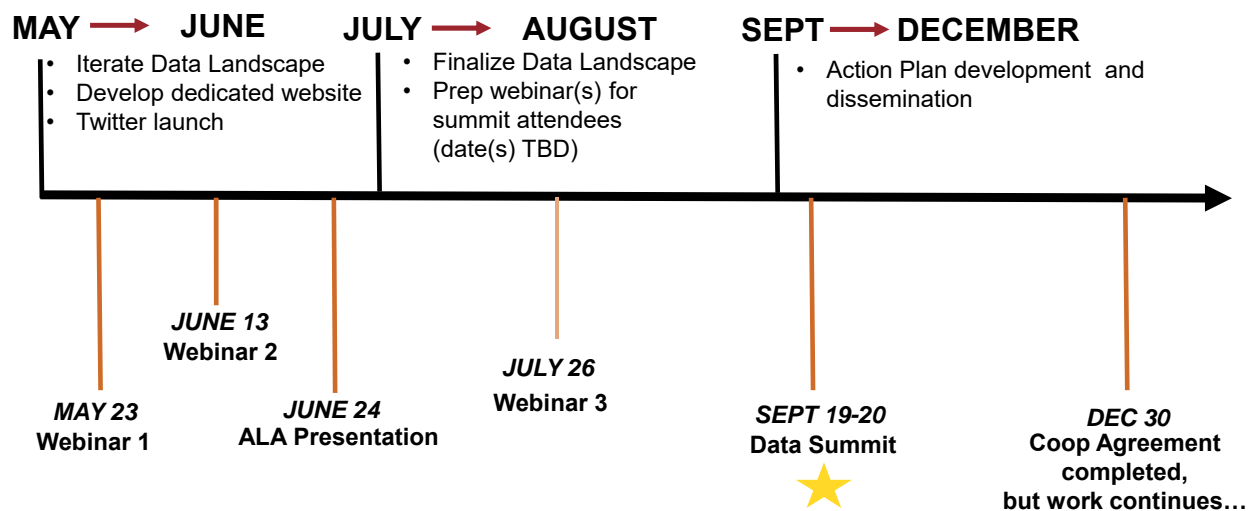 MAY JUNE
• Iterate Data Landscape
• Develop dedicated website
• Twitter launch
JULY AUGUST
• Finalize Data Landscape
• Prep webinar(s) for
summit attendees
(date(s) TBD)
SEPT DECEMBER
• Action Plan development and
dissemination
MAY 23
Webinar 1
JUNE 13
Webinar 2
JUNE 24
ALA Presentation
JULY 26
Webinar 3
SEPT 19-20
Data Summit
DEC 30
Coop Agreement
completed,
but work continues…